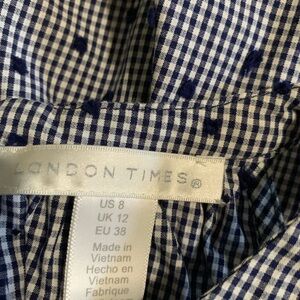 LONDON TIMES®
US 8
UK 12
EU 38
Made in
Vietnam
Hecho en
Vietnam
Fabrique